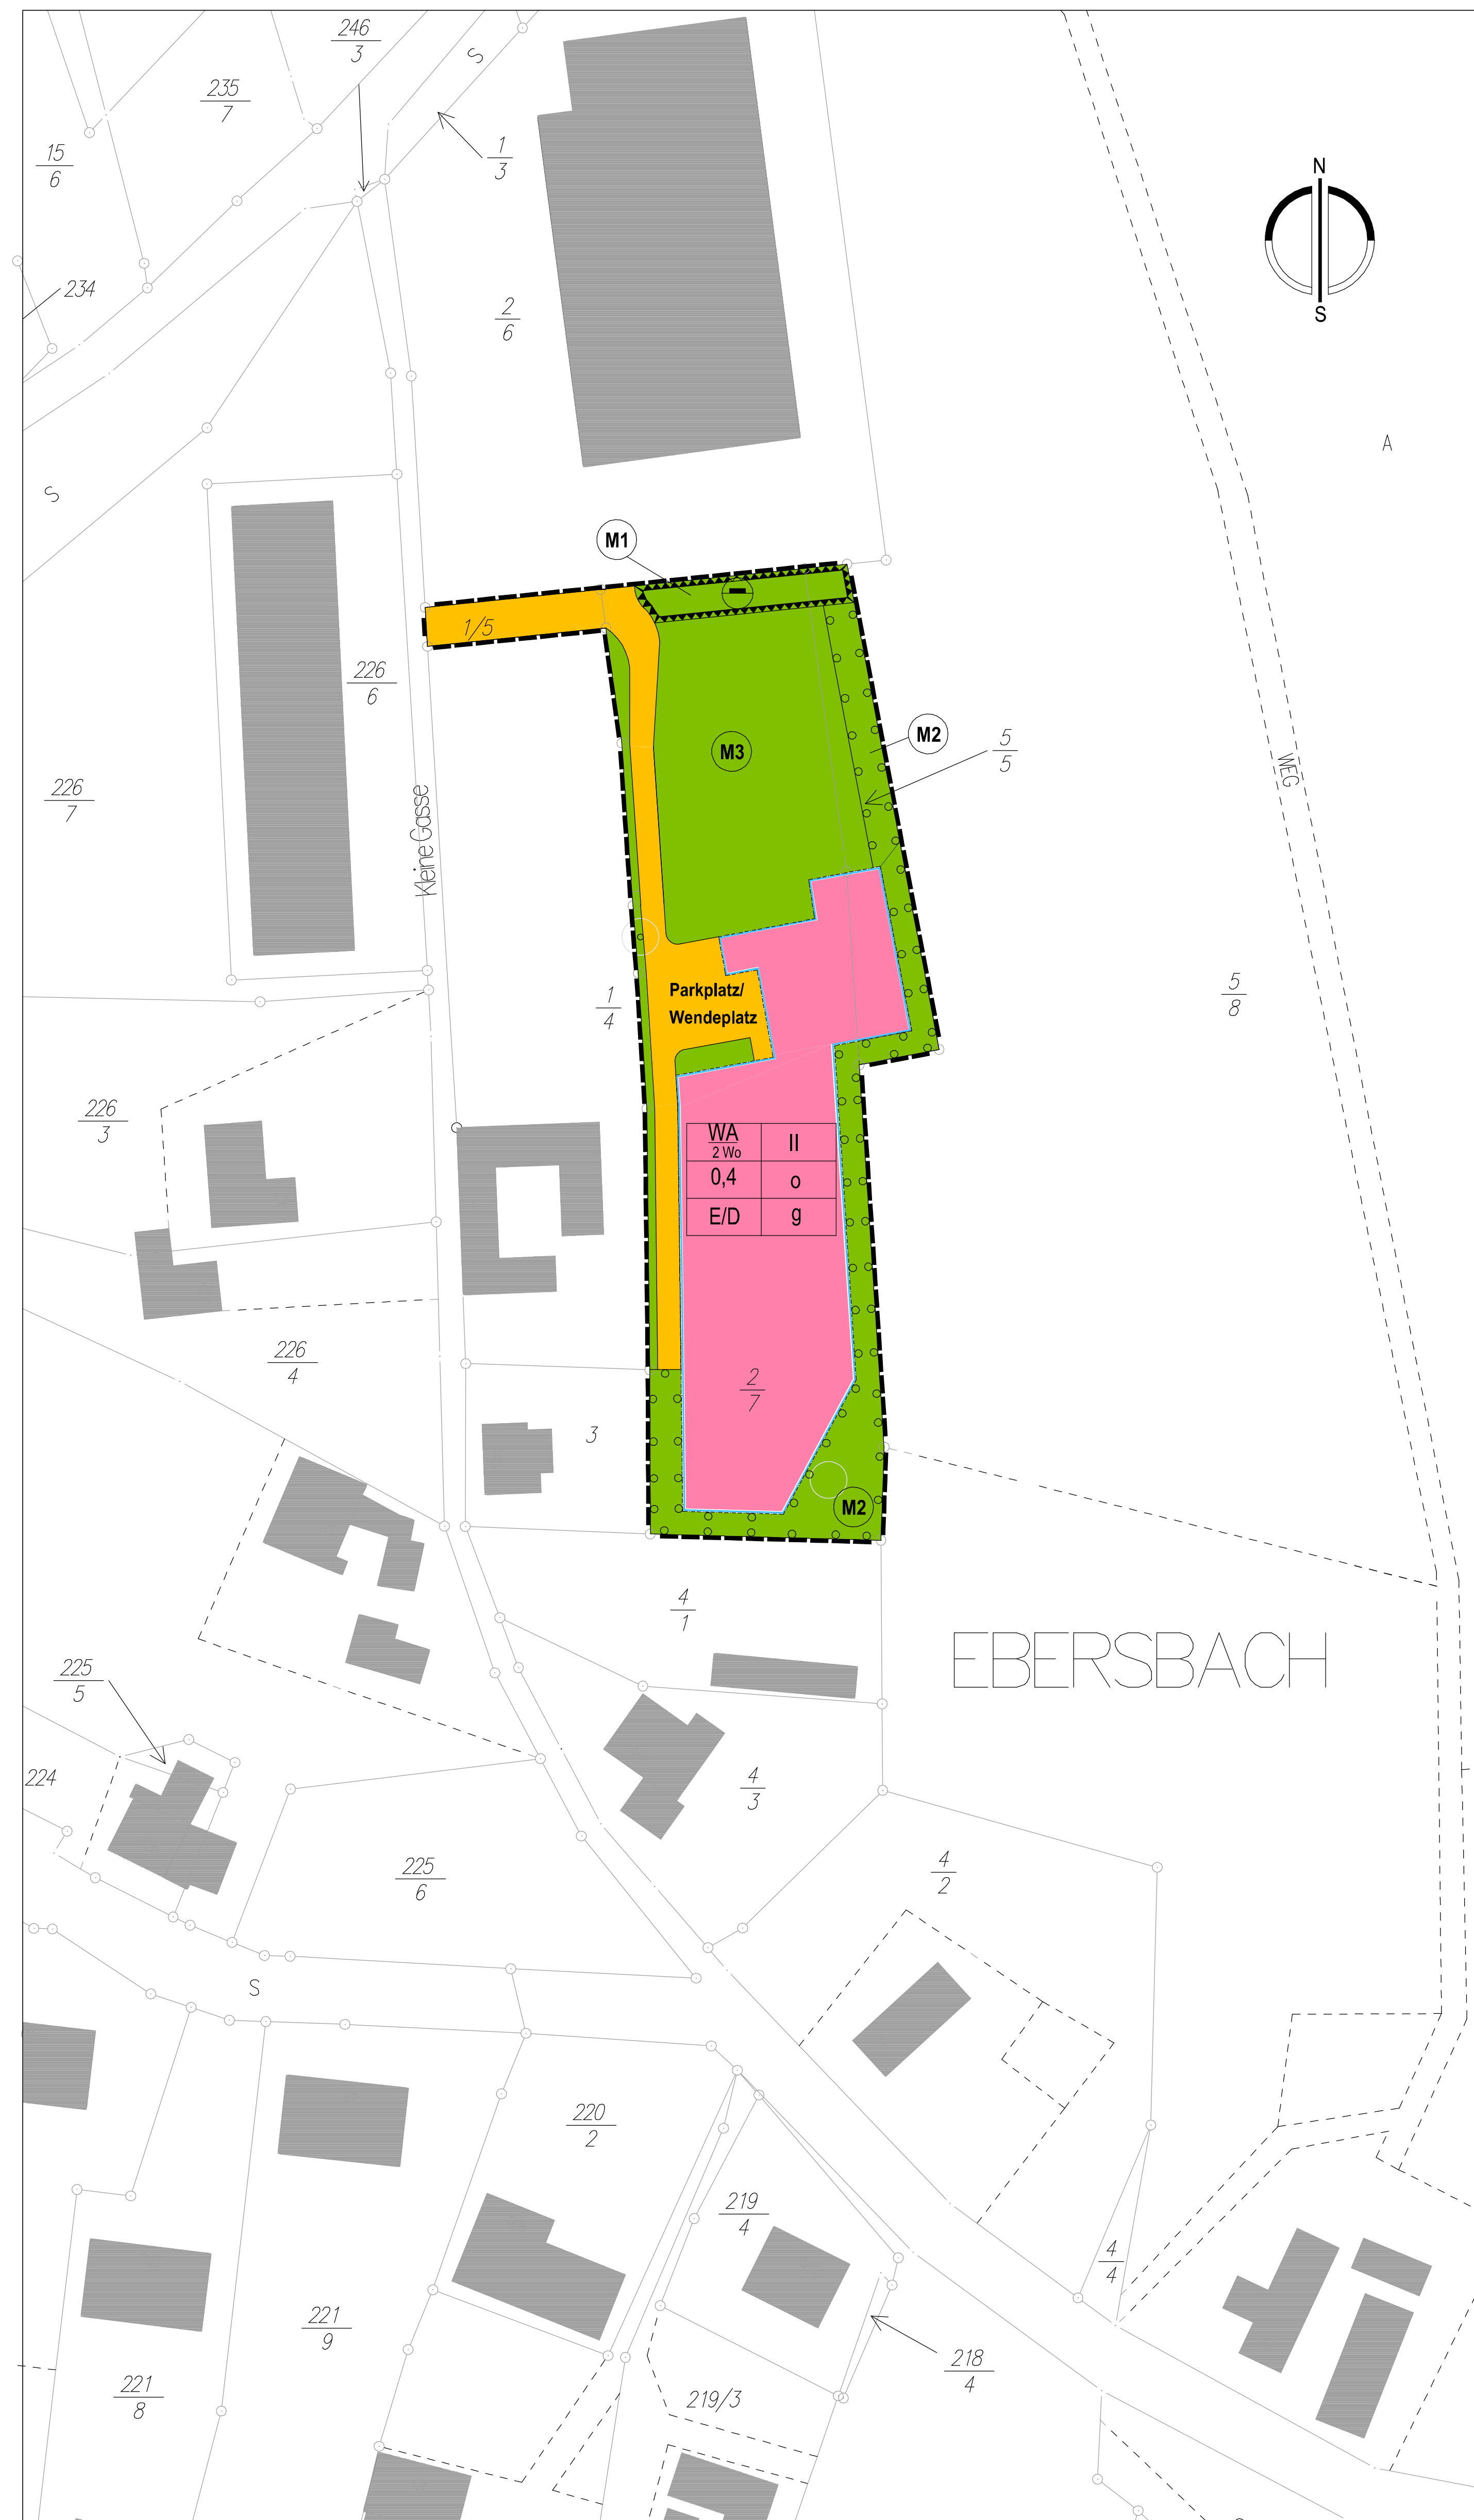 246
3
235
7
S
15
6
1
3
N
S
234
2
6
A
S
M1
1/5
226
6
M3
M2
5
5
226
7
WEG
Kleine Gasse
Parkplatz/
Wendeplatz
1
4
5
8
226
3
WA II
2 Wo
0,4 o
E/D g
226
4
2
7
3
M2
4
1
EBERSBACH
225
5
224
4
3
225
6
4
2
S
220
2
219
4
4
4
221
9
218
4
221
8
219/3